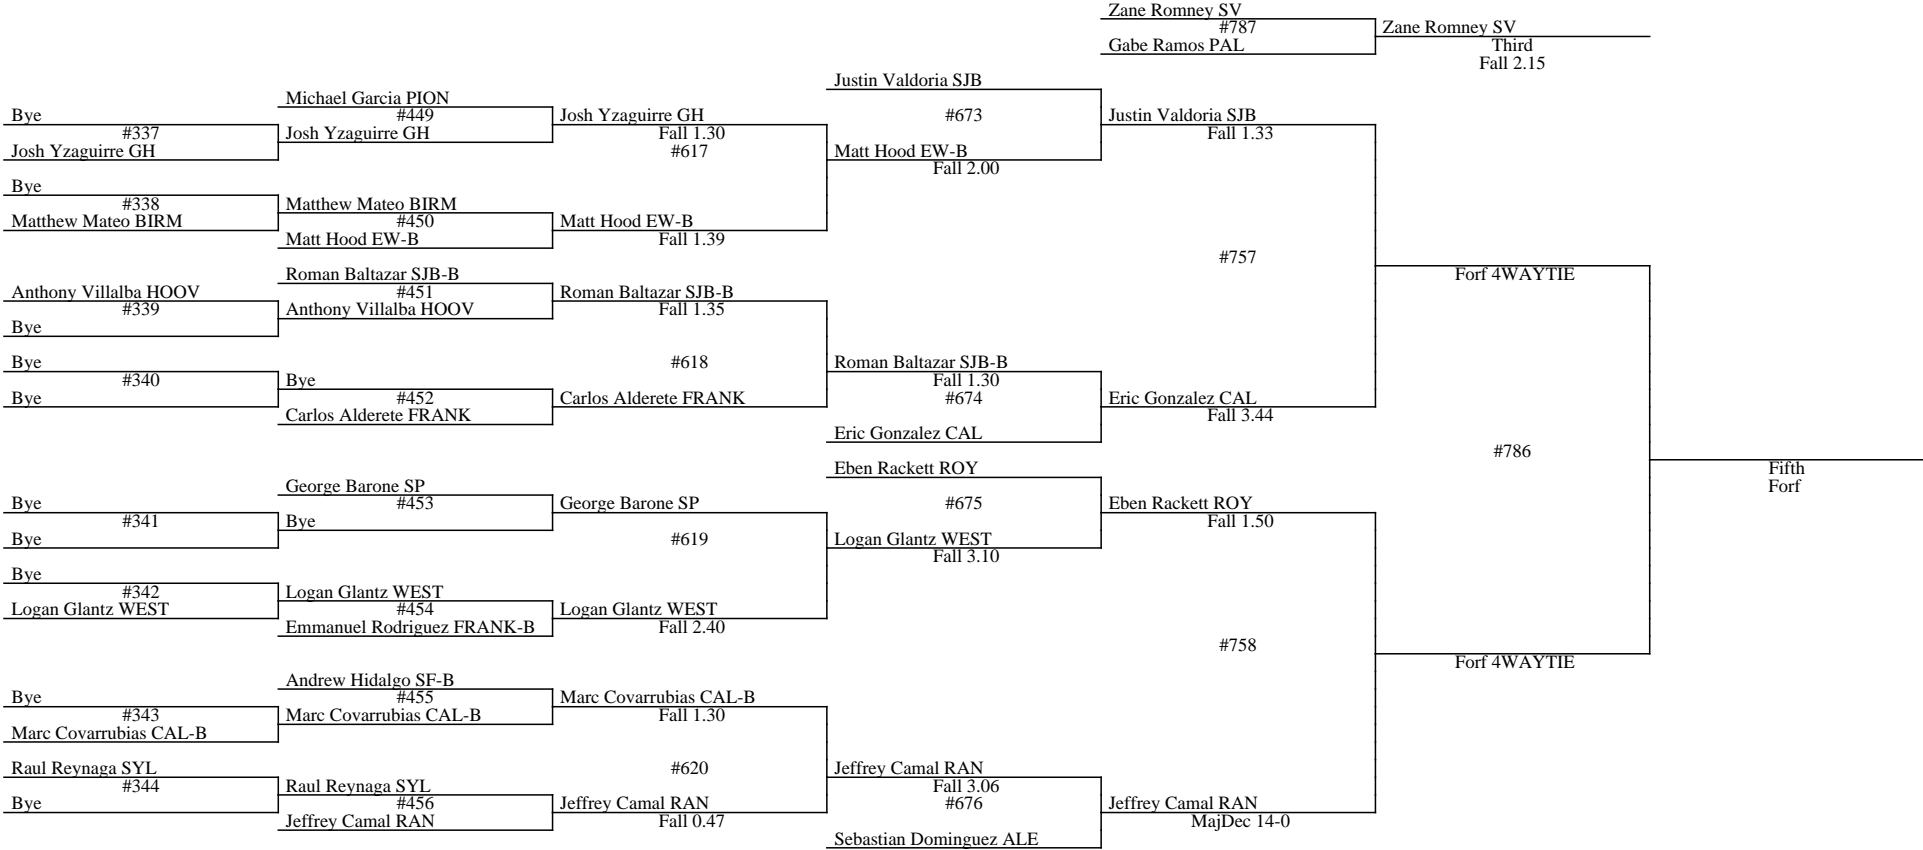 Zane Romney SV
#787
Gabe Ramos PAL
Zane Romney SV
Third
Fall 2.15
Bye
#337
Josh Yzaguirre GH
Bye
#338
Matthew Mateo BIRM
Anthony Villalba HOOV
#339
Bye
Bye
#340
Bye
Bye
#341
Bye
Bye
#342
Logan Glantz WEST
Bye
#343
Marc Covarrubias CAL-B
Raul Reynaga SYL
#344
Bye
Michael Garcia PION
#449
Josh Yzaguirre GH
Matthew Mateo BIRM
#450
Matt Hood EW-B
Roman Baltazar SJB-B
#451
Anthony Villalba HOOV
Bye
#452
Carlos Alderete FRANK
George Barone SP
#453
Bye
Logan Glantz WEST
#454
Emmanuel Rodriguez FRANK-B
Andrew Hidalgo SF-B
#455
Marc Covarrubias CAL-B
Raul Reynaga SYL
#456
Jeffrey Camal RAN
Josh Yzaguirre GH
Fall 1.30
#617
Matt Hood EW-B
Fall 1.39
Roman Baltazar SJB-B
Fall 1.35
#618
Carlos Alderete FRANK
George Barone SP
#619
Logan Glantz WEST
Fall 2.40
Marc Covarrubias CAL-B
Fall 1.30
#620
Jeffrey Camal RAN
Fall 0.47
Justin Valdoria SJB
#673
Matt Hood EW-B
Fall 2.00
Roman Baltazar SJB-B
Fall 1.30
#674
Eric Gonzalez CAL
Eben Rackett ROY
#675
Logan Glantz WEST
Fall 3.10
Jeffrey Camal RAN
Fall 3.06
#676
Sebastian Dominguez ALE
Justin Valdoria SJB
Fall 1.33
#757
Eric Gonzalez CAL
Fall 3.44
Eben Rackett ROY
Fall 1.50
#758
Jeffrey Camal RAN
MajDec 14-0
Forf 4WAYTIE
#786
Forf 4WAYTIE
Fifth
Forf